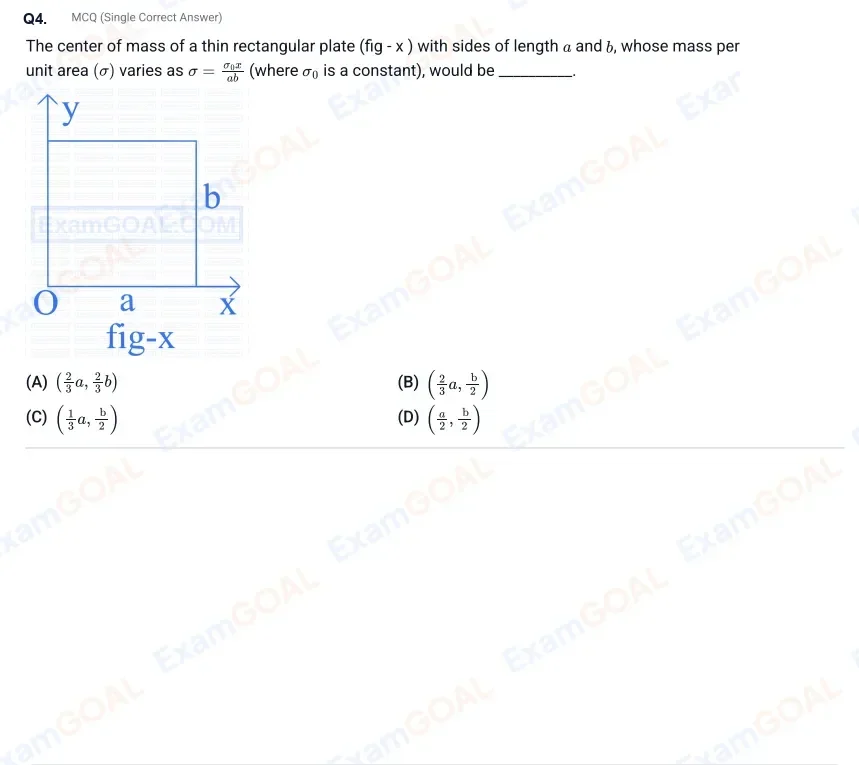 Q4. MCQ (Single Correct Answer)
The center of mass of a thin rectangular plate (fig - x ) with sides of length a and b, whose mass per
unit area (σ) varies as σ = σ₀x/ab (where σ₀ is a constant), would be __________.
y
b
ExamGOAL.COM
O a x
fig-x
(A) (2/3 a, 2/3 b)
(B) (2/3 a, b/2)
(C) (1/3 a, b/2)
(D) (a/2, b/2)
ExamGOAL